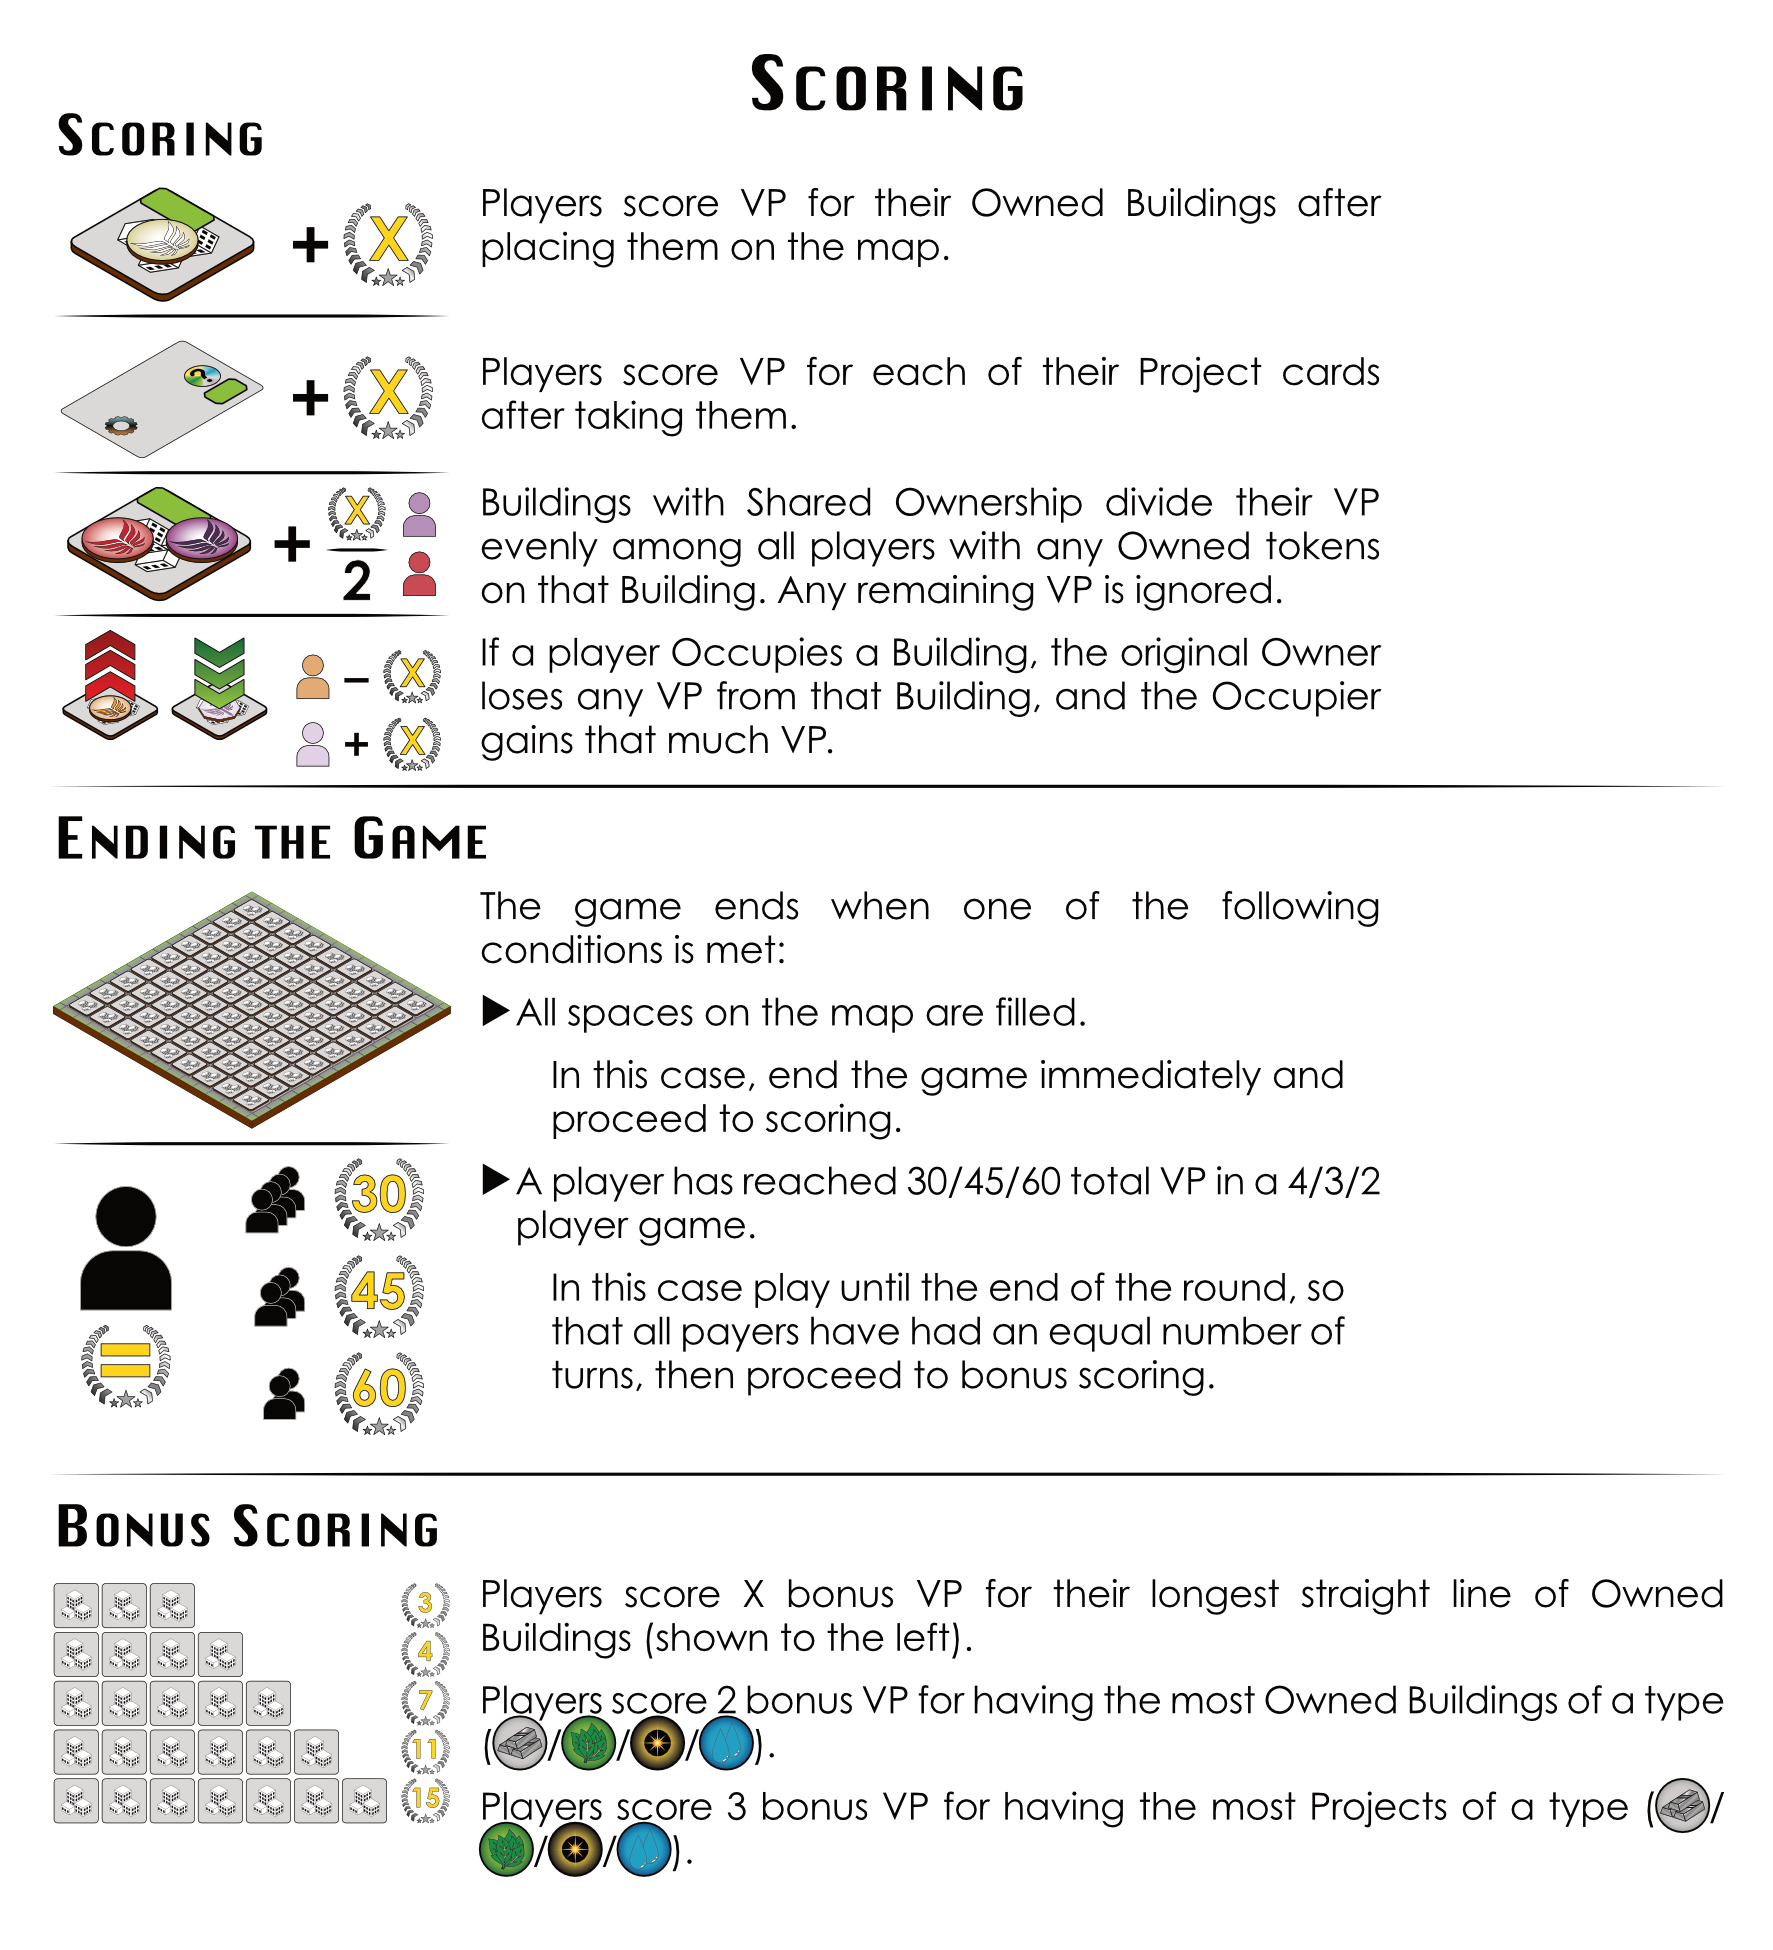 SCORING
SCORING
+ X
Players score VP for their Owned Buildings after
placing them on the map.
+ X
Players score VP for each of their Project cards
after taking them.
+ X
2
Buildings with Shared Ownership divide their VP
evenly among all players with any Owned tokens
on that Building. Any remaining VP is ignored.
– X
+ X
If a player Occupies a Building, the original Owner
loses any VP from that Building, and the Occupier
gains that much VP.
ENDING THE GAME
The game ends when one of the following
conditions is met:
▶All spaces on the map are filled.
In this case, end the game immediately and
proceed to scoring.
=
30
45
60
▶A player has reached 30/45/60 total VP in a 4/3/2
player game.
In this case play until the end of the round, so
that all payers have had an equal number of
turns, then proceed to bonus scoring.
BONUS SCORING
3
4
7
11
15
Players score X bonus VP for their longest straight line of Owned
Buildings (shown to the left).
Players score 2 bonus VP for having the most Owned Buildings of a type
(/ / / ).
Players score 3 bonus VP for having the most Projects of a type ( /
/ / ).